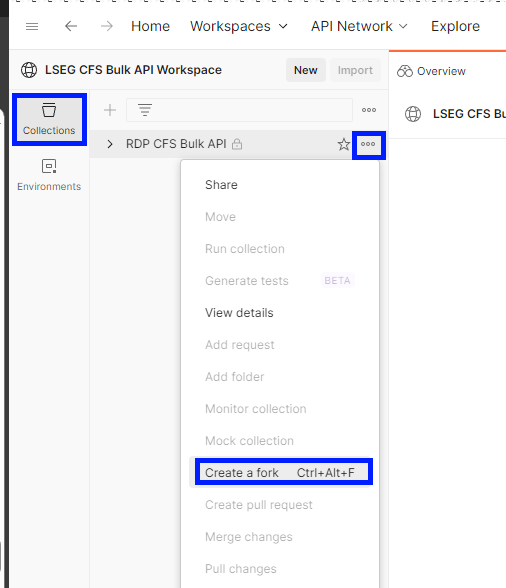 Home Workspaces API Network Explore
LSEG CFS Bulk API Workspace New Import
Overview
Collections
LSEG CFS B
RDP CFS Bulk API
Environments
Share
Move
Run collection
Generate tests BETA
View details
Add request
Add folder
Monitor collection
Mock collection
Create a fork Ctrl+Alt+F
Create pull request
Merge changes
Pull changes